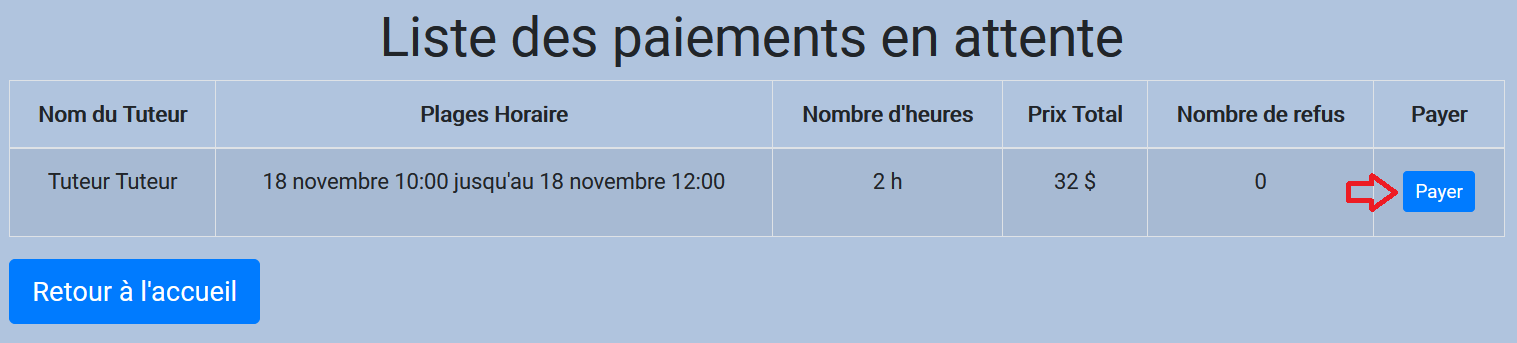 Liste des paiements en attente
Nom du Tuteur Plages Horaire Nombre d'heures Prix Total Nombre de refus Payer
Tuteur Tuteur 18 novembre 10:00 jusqu'au 18 novembre 12:00 2 h 32 $ 0 Payer
Retour à l'accueil